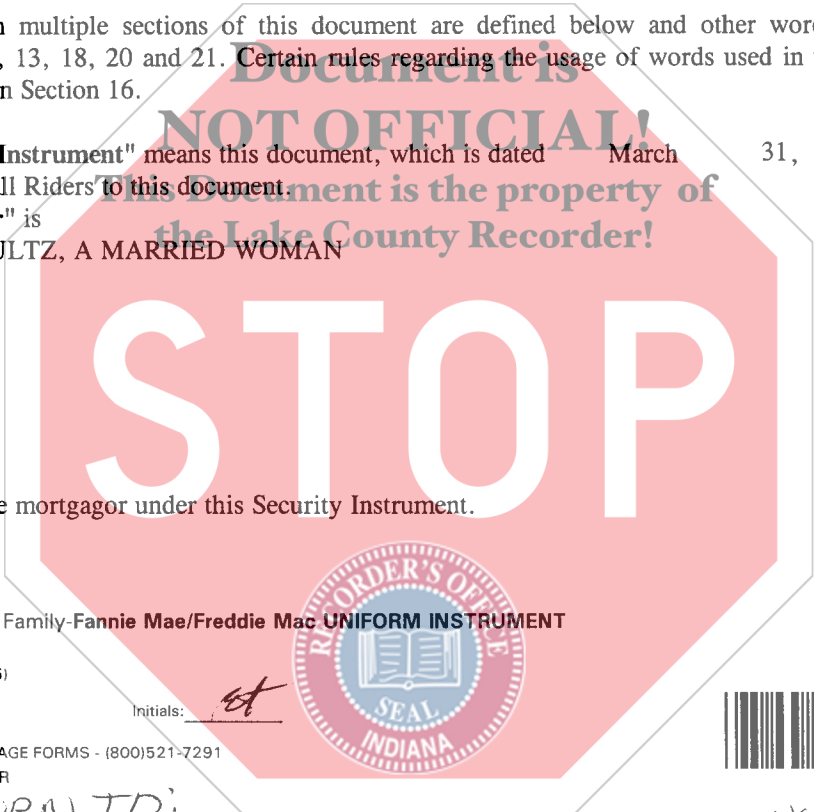 multiple sections of this document are defined below and other
, 13, 18, 20 and 21. Certain rules regarding the usage of words used in
n Section 16.
Document is
NOT OFFICIAL!
This Document is the property of
the Lake County Recorder!
Instrument" means this document, which is dated March 31,
ll Riders to this document.
" is
ULTZ, A MARRIED WOMAN
STOP
e mortgagor under this Security Instrument.
RECORDER'S OFFICE
SEAL
INDIANA
Family-Fannie Mae/Freddie Mac UNIFORM INSTRUMENT
Initials:
AGE FORMS - (800)521-7291
R